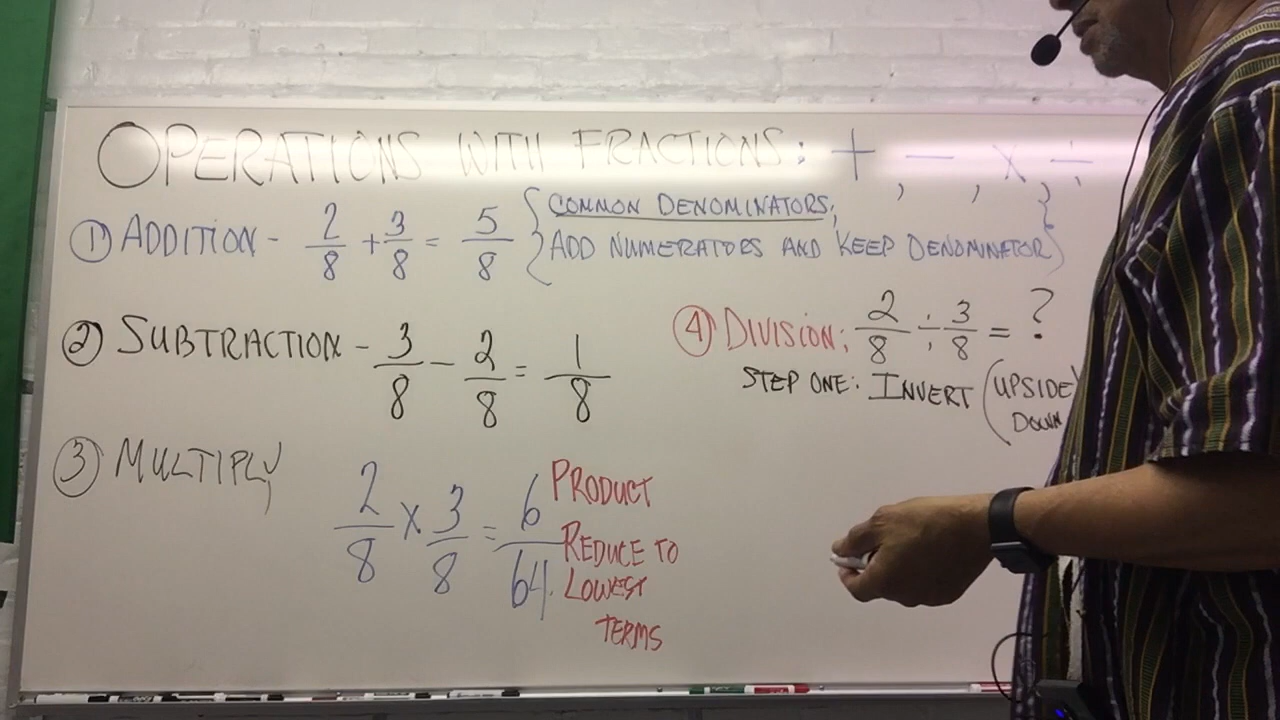 OPERATIONS WITH FRACTIONS: +, −, × ÷
① ADDITION - 2/8 + 3/8 = 5/8 { COMMON DENOMINATORS;
ADD NUMERATORS AND KEEP DENOMINATOR }
② SUBTRACTION - 3/8 − 2/8 = 1/8
③ MULTIPLY
2/8 × 3/8 = 6/64 PRODUCT
REDUCE TO
LOWEST
TERMS
④ DIVISION: 2/8 ÷ 3/8 = ?
STEP ONE: INVERT (UPSIDE
DOWN